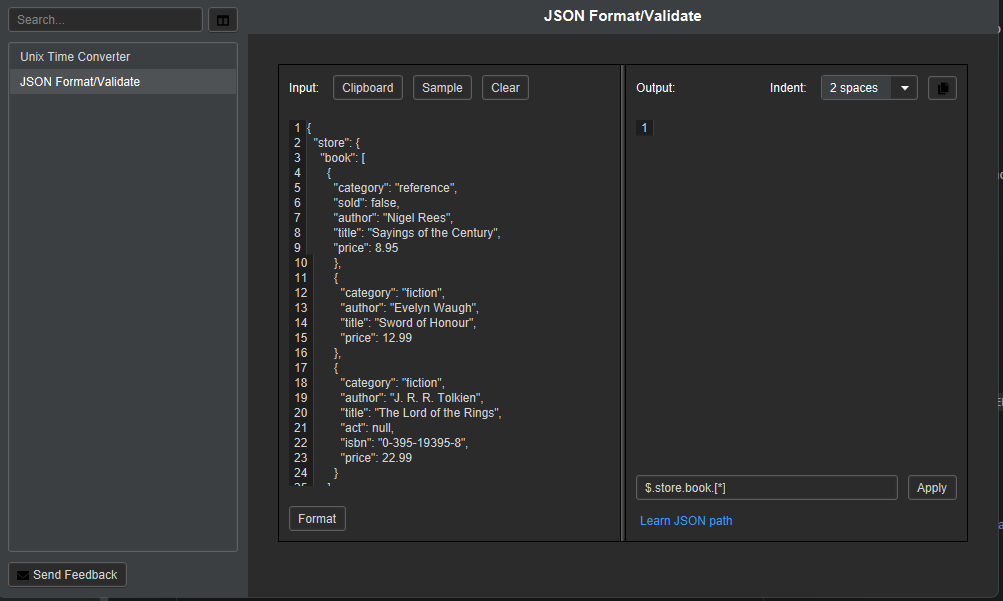 JSON Format/Validate
Search...
Unix Time Converter
JSON Format/Validate
Send Feedback
Input: Clipboard Sample Clear
1 {
2 "store": {
3 "book": [
4 {
5 "category": "reference",
6 "sold": false,
7 "author": "Nigel Rees",
8 "title": "Sayings of the Century",
9 "price": 8.95
10 },
11 {
12 "category": "fiction",
13 "author": "Evelyn Waugh",
14 "title": "Sword of Honour",
15 "price": 12.99
16 },
17 {
18 "category": "fiction",
19 "author": "J. R. R. Tolkien",
20 "title": "The Lord of the Rings",
21 "act": null,
22 "isbn": "0-395-19395-8",
23 "price": 22.99
24 }
Format
Output: Indent: 2 spaces
1
$.store.book.[*] Apply
Learn JSON path